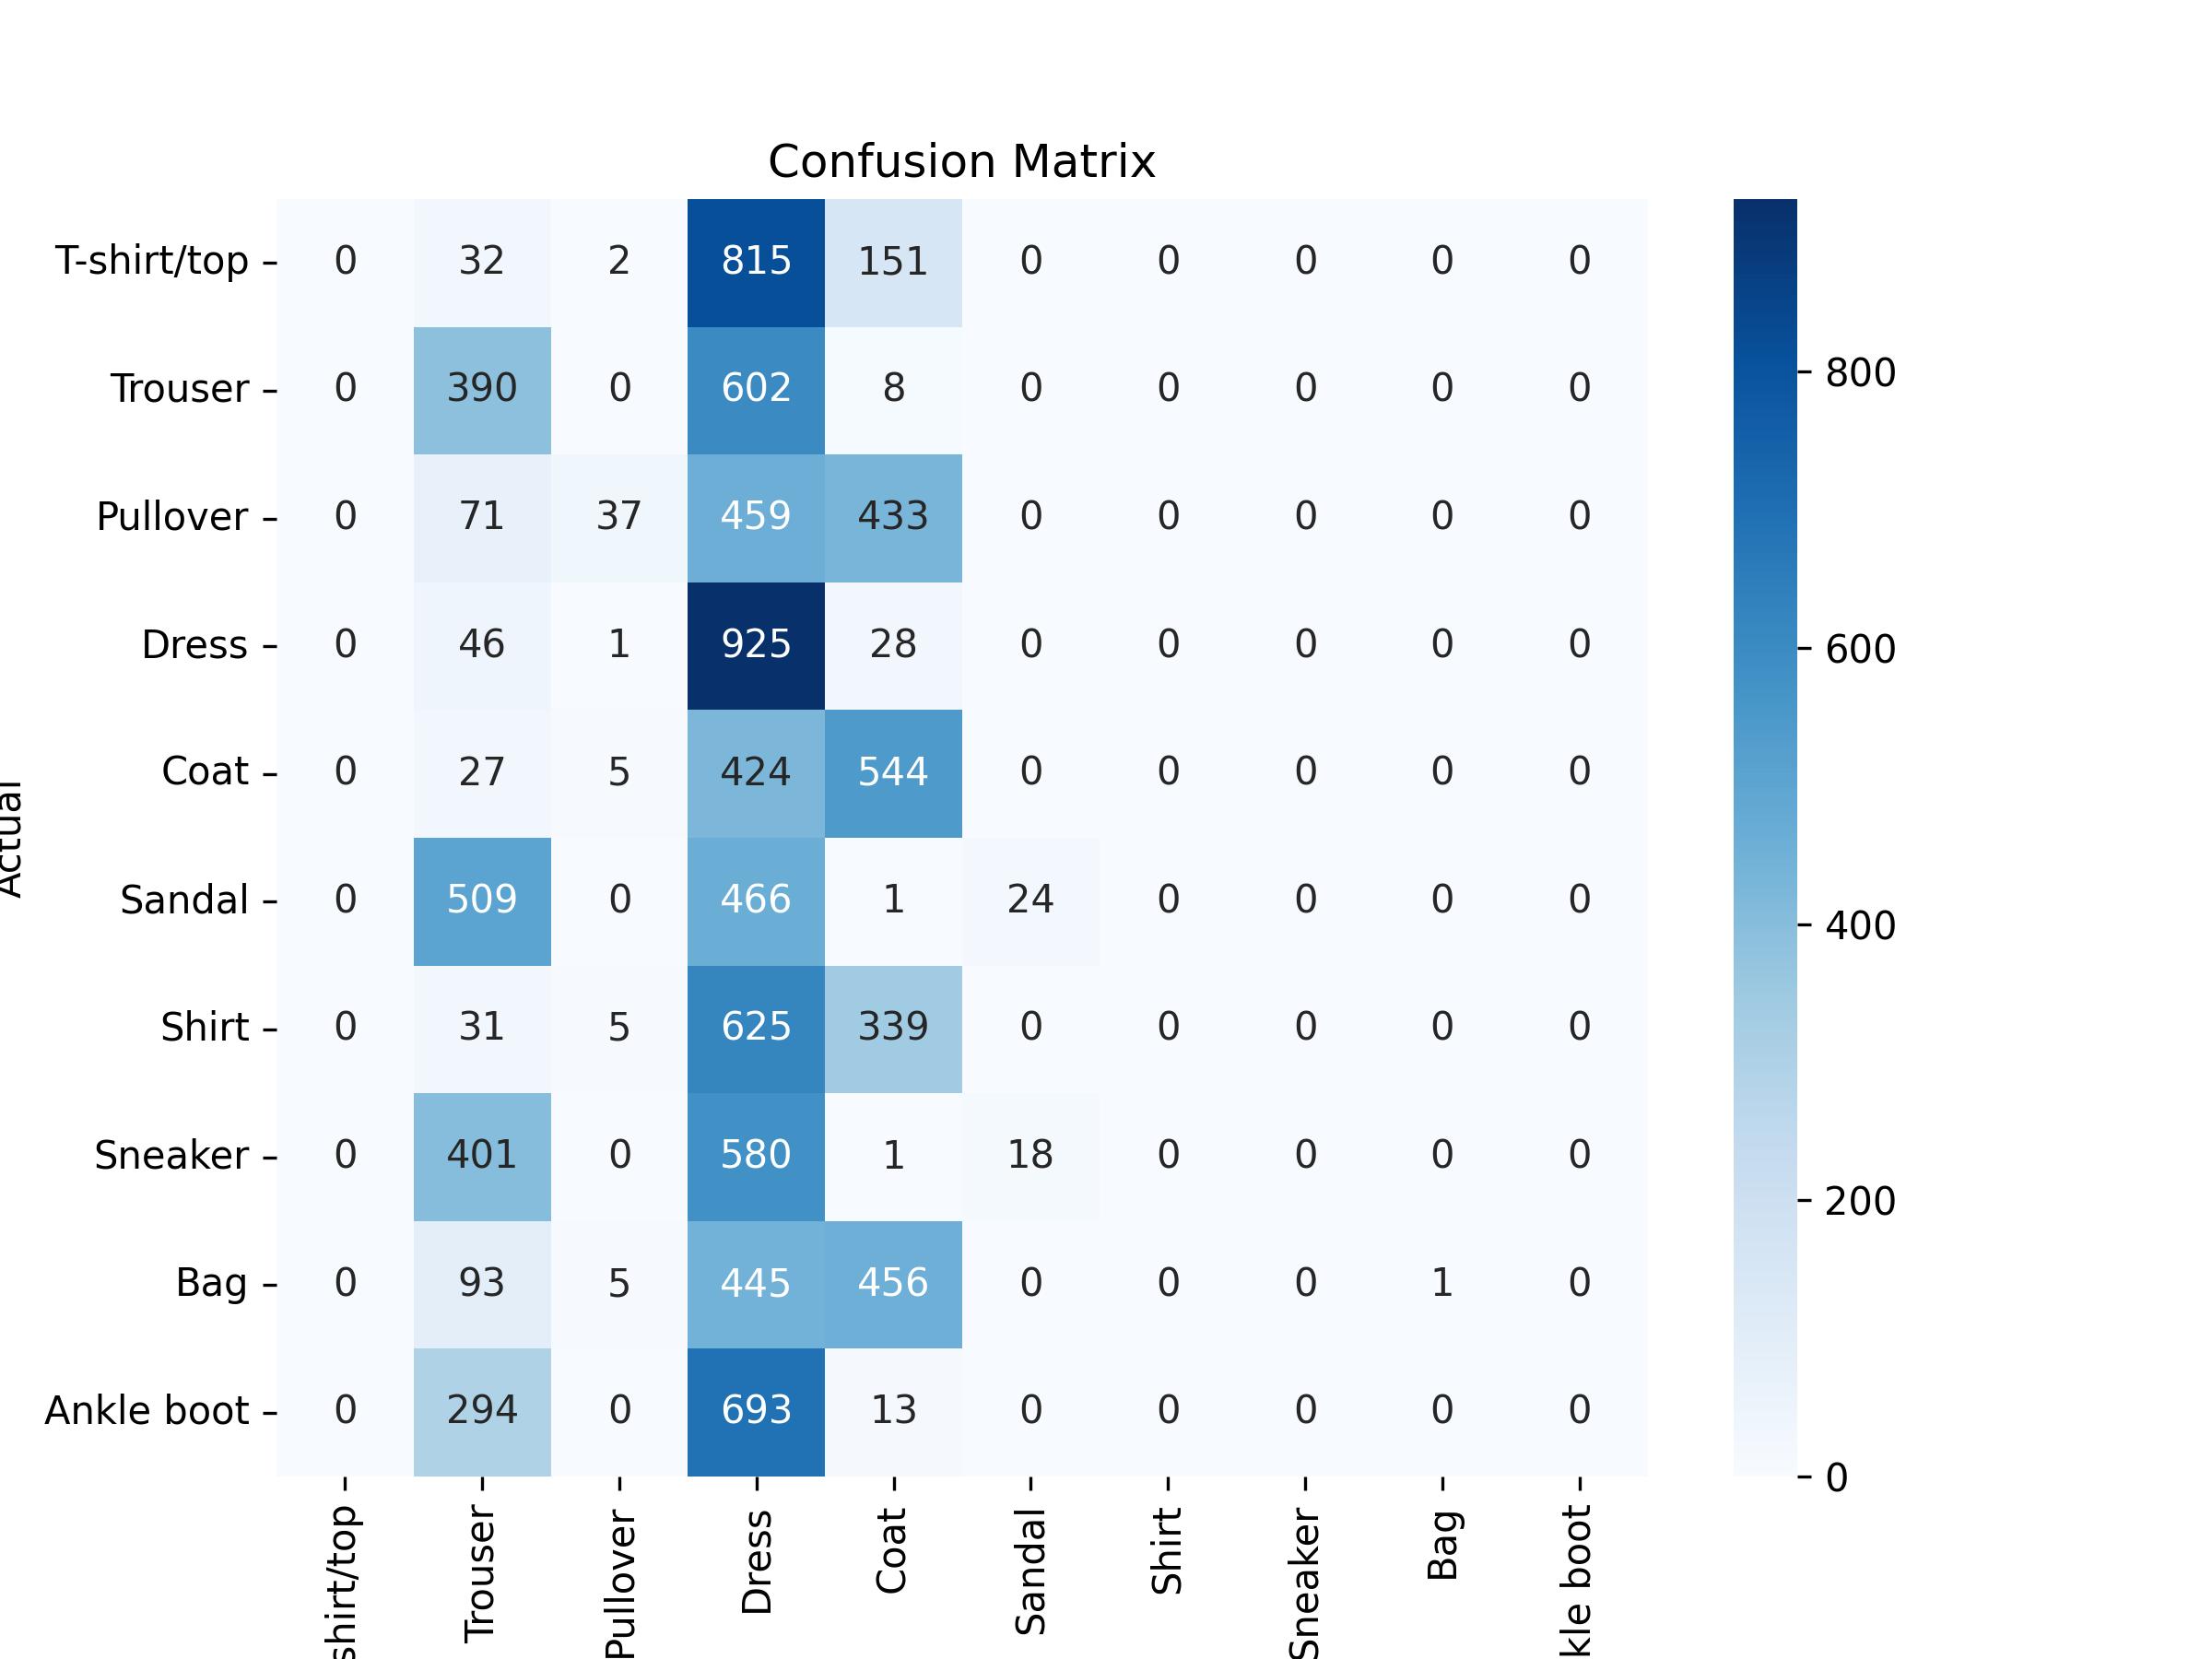 Confusion Matrix
T-shirt/top 0 32 2 815 151 0 0 0 0 0
Trouser 0 390 0 602 8 0 0 0 0 0
Pullover 0 71 37 459 433 0 0 0 0 0
Dress 0 46 1 925 28 0 0 0 0 0
Coat 0 27 5 424 544 0 0 0 0 0
Sandal 0 509 0 466 1 24 0 0 0 0
Shirt 0 31 5 625 339 0 0 0 0 0
Sneaker 0 401 0 580 1 18 0 0 0 0
Bag 0 93 5 445 456 0 0 0 1 0
Ankle boot 0 294 0 693 13 0 0 0 0 0
Actual
shirt/top Trouser Pullover Dress Coat Sandal Shirt Sneaker Bag kle boot
800
600
400
200
0